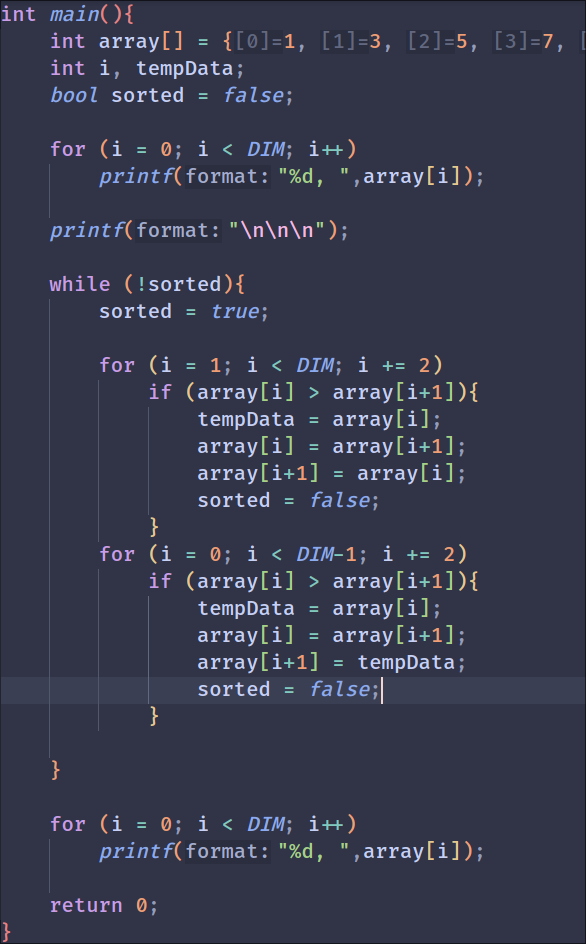 int main(){
    int array[] = {[0]=1, [1]=3, [2]=5, [3]=7, [
    int i, tempData;
    bool sorted = false;

    for (i = 0; i < DIM; i++)
        printf(format: "%d, ",array[i]);

    printf(format: "\n\n\n");

    while (!sorted){
        sorted = true;

        for (i = 1; i < DIM; i += 2)
            if (array[i] > array[i+1]){
                tempData = array[i];
                array[i] = array[i+1];
                array[i+1] = array[i];
                sorted = false;
            }
        for (i = 0; i < DIM-1; i += 2)
            if (array[i] > array[i+1]){
                tempData = array[i];
                array[i] = array[i+1];
                array[i+1] = tempData;
                sorted = false;
            }

    }

    for (i = 0; i < DIM; i++)
        printf(format: "%d, ",array[i]);

    return 0;
}